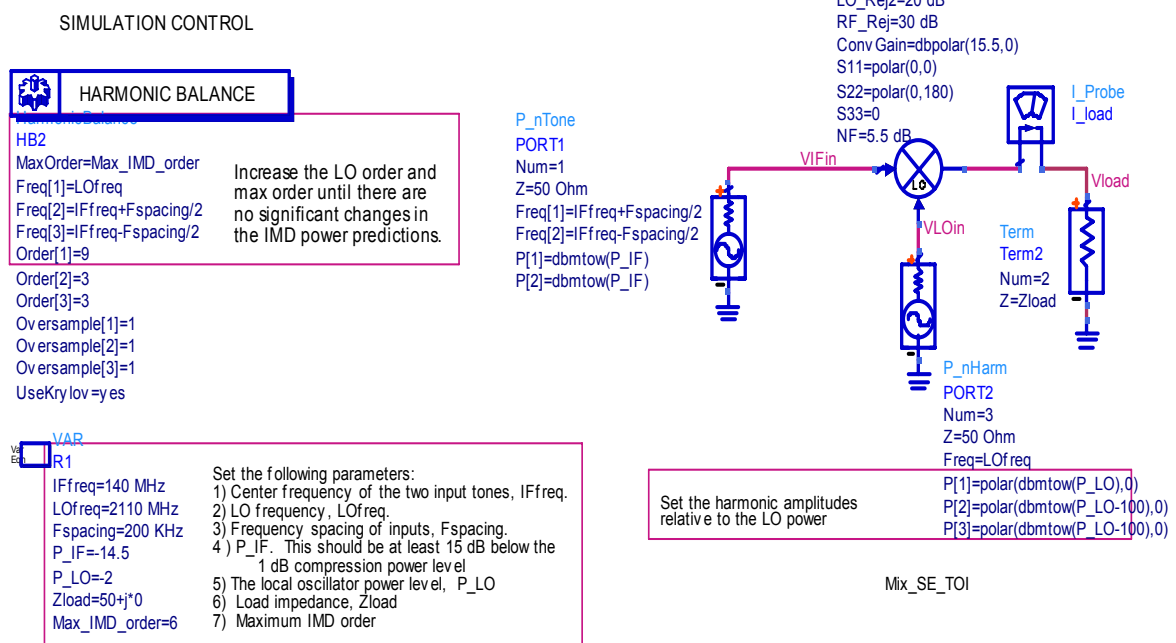 SIMULATION CONTROL
HARMONIC BALANCE
HarmonicBalance
HB2
MaxOrder=Max_IMD_order
Freq[1]=LOfreq
Freq[2]=IFfreq+Fspacing/2
Freq[3]=IFfreq-Fspacing/2
Order[1]=9
Order[2]=3
Order[3]=3
Oversample[1]=1
Oversample[2]=1
Oversample[3]=1
UseKrylov=yes
Increase the LO order and
max order until there are
no significant changes in
the IMD power predictions.
P_nTone
PORT1
Num=1
Z=50 Ohm
Freq[1]=IFfreq+Fspacing/2
Freq[2]=IFfreq-Fspacing/2
P[1]=dbmtow(P_IF)
P[2]=dbmtow(P_IF)
LO_Rej2=20 dB
RF_Rej=30 dB
ConvGain=dbpolar(15.5,0)
S11=polar(0,0)
S22=polar(0,180)
S33=0
NF=5.5 dB
VIFin
LO
VLOin
I_Probe
I_load
Vload
Term
Term2
Num=2
Z=Zload
P_nHarm
PORT2
Num=3
Z=50 Ohm
Freq=LOfreq
P[1]=polar(dbmtow(P_LO),0)
P[2]=polar(dbmtow(P_LO-100),0)
P[3]=polar(dbmtow(P_LO-100),0)
Set the harmonic amplitudes
relative to the LO power
Mix_SE_TOI
Var
Eqn
VAR
R1
IFfreq=140 MHz
LOfreq=2110 MHz
Fspacing=200 KHz
P_IF=-14.5
P_LO=-2
Zload=50+j*0
Max_IMD_order=6
Set the following parameters:
1) Center frequency of the two input tones, IFfreq.
2) LO frequency, LOfreq.
3) Frequency spacing of inputs, Fspacing.
4 ) P_IF. This should be at least 15 dB below the
1 dB compression power level
5) The local oscillator power level, P_LO
6) Load impedance, Zload
7) Maximum IMD order